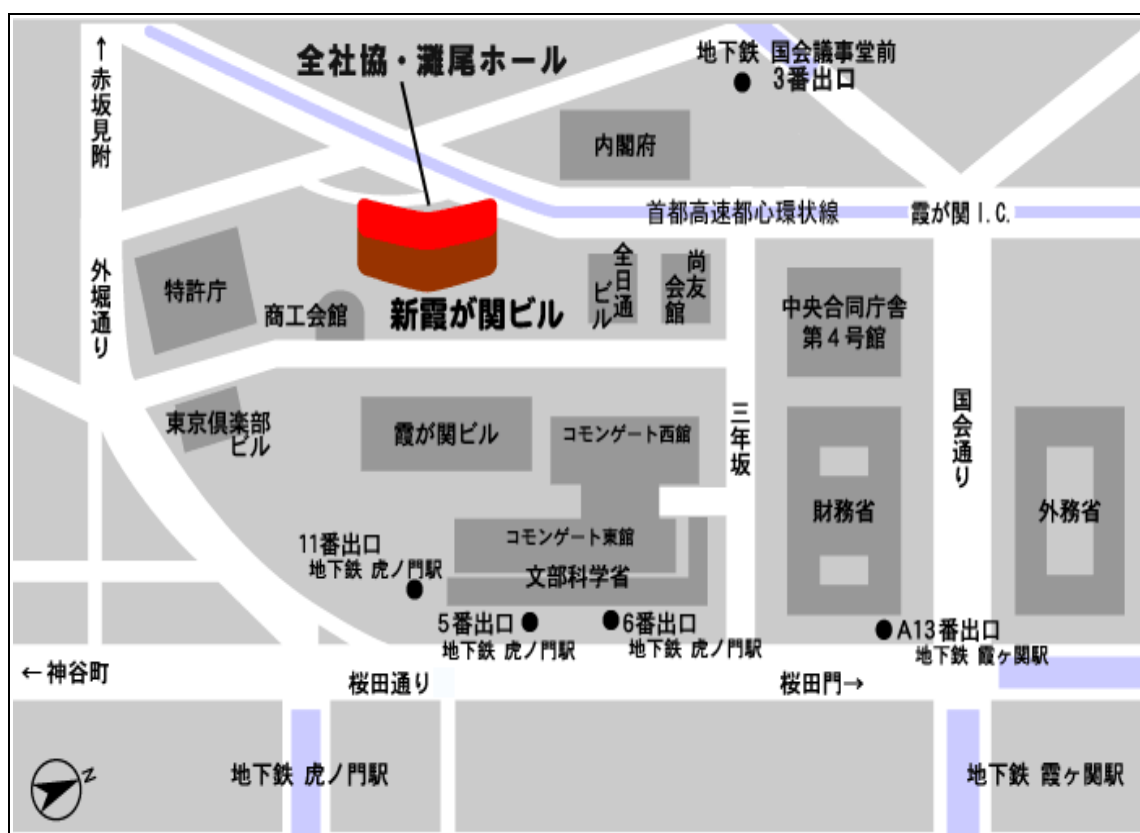 ↑赤坂見附
全社協・灘尾ホール
地下鉄 国会議事堂前
3番出口
内閣府
首都高速都心環状線
霞が関 I.C.
外堀通り
特許庁
商工会館
新霞が関ビル
全日通
ビル
尚友
会館
中央合同庁舎
第4号館
東京倶楽部
ビル
霞が関ビル
コモンゲート西館
三年坂
国会通り
財務省
外務省
コモンゲート東館
文部科学省
11番出口
地下鉄 虎ノ門駅
5番出口
地下鉄 虎ノ門駅
6番出口
地下鉄 虎ノ門駅
A13番出口
地下鉄 霞ヶ関駅
←神谷町
桜田通り
桜田門→
地下鉄 虎ノ門駅
地下鉄 霞ヶ関駅
N